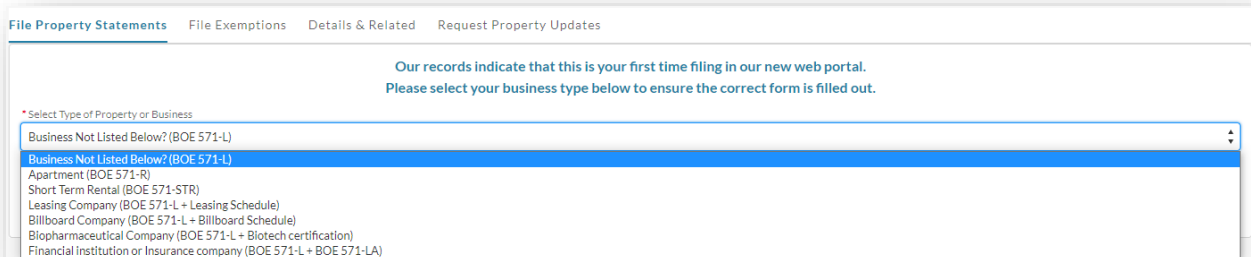 File Property Statements File Exemptions Details & Related Request Property Updates
Our records indicate that this is your first time filing in our new web portal.
Please select your business type below to ensure the correct form is filled out.
* Select Type of Property or Business
Business Not Listed Below? (BOE 571-L)
Business Not Listed Below? (BOE 571-L)
Apartment (BOE 571-R)
Short Term Rental (BOE 571-STR)
Leasing Company (BOE 571-L + Leasing Schedule)
Billboard Company (BOE 571-L + Billboard Schedule)
Biopharmaceutical Company (BOE 571-L + Biotech certification)
Financial institution or Insurance company (BOE 571-L + BOE 571-LA)